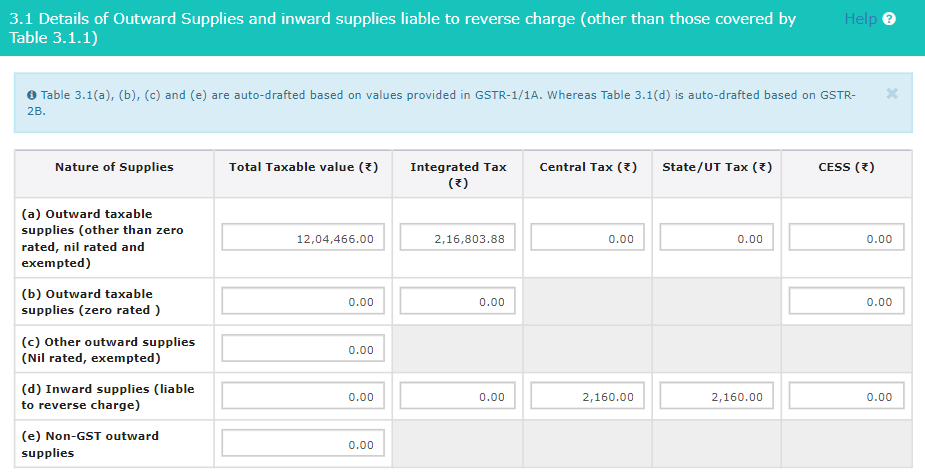 3.1 Details of Outward Supplies and inward supplies liable to reverse charge (other than those covered by
Table 3.1.1)
Help ?
i Table 3.1(a), (b), (c) and (e) are auto-drafted based on values provided in GSTR-1/1A. Whereas Table 3.1(d) is auto-drafted based on GSTR-
2B.
Nature of Supplies
Total Taxable value (₹)
Integrated Tax
(₹)
Central Tax (₹)
State/UT Tax (₹)
CESS (₹)
(a) Outward taxable
supplies (other than zero
rated, nil rated and
exempted)
12,04,466.00
2,16,803.88
0.00
0.00
0.00
(b) Outward taxable
supplies (zero rated )
0.00
0.00
0.00
(c) Other outward supplies
(Nil rated, exempted)
0.00
(d) Inward supplies (liable
to reverse charge)
0.00
0.00
2,160.00
2,160.00
0.00
(e) Non-GST outward
supplies
0.00